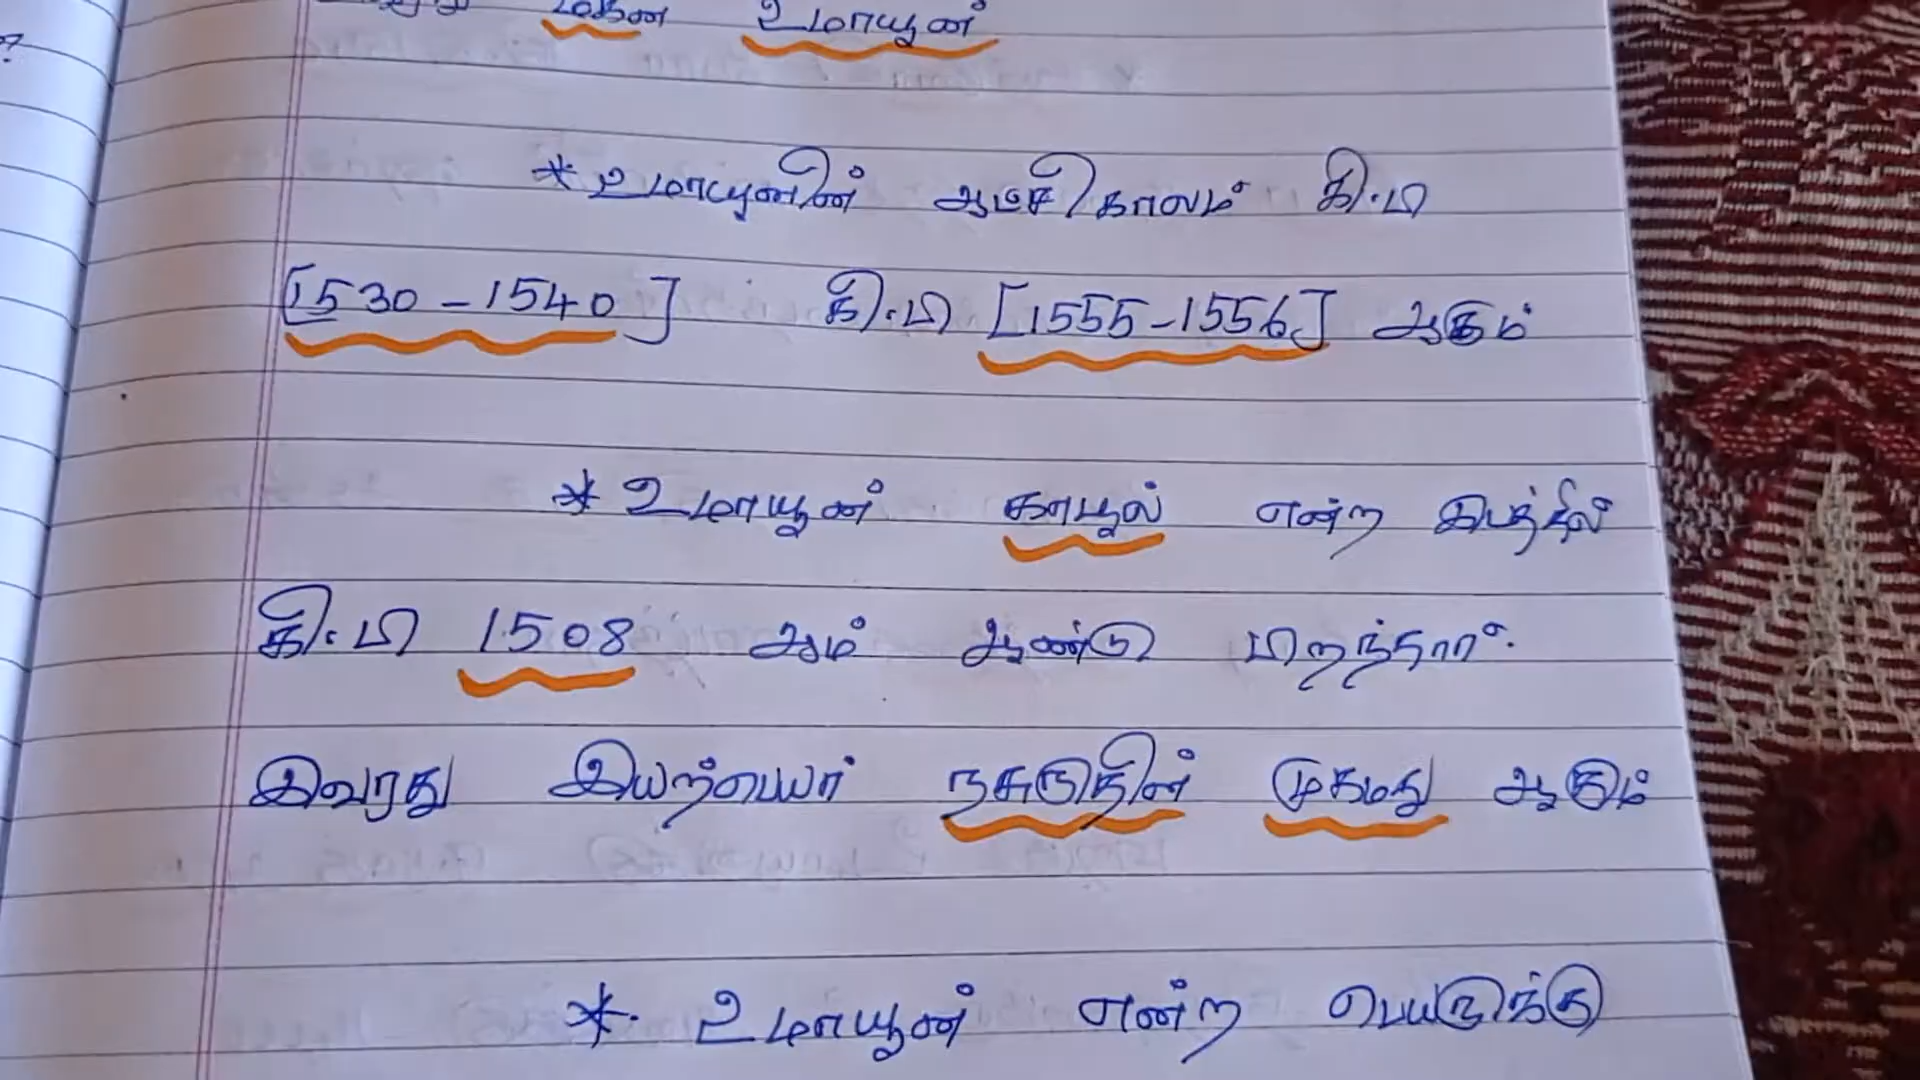 மகன் உமாயூன்
* உமாயூனின் ஆட்சிகாலம் கி.பி
[1530 - 1540] கி.பி [1555-1556] ஆகும்
* உமாயூன் காபூல் என்ற இடத்தில்
கி.பி 1508 ஆம் ஆண்டு பிறந்தார்.
இவரது இயற்பெயர் நசுருதின் முகமது ஆகும்
* உமாயூன் என்ற பெயருக்கு